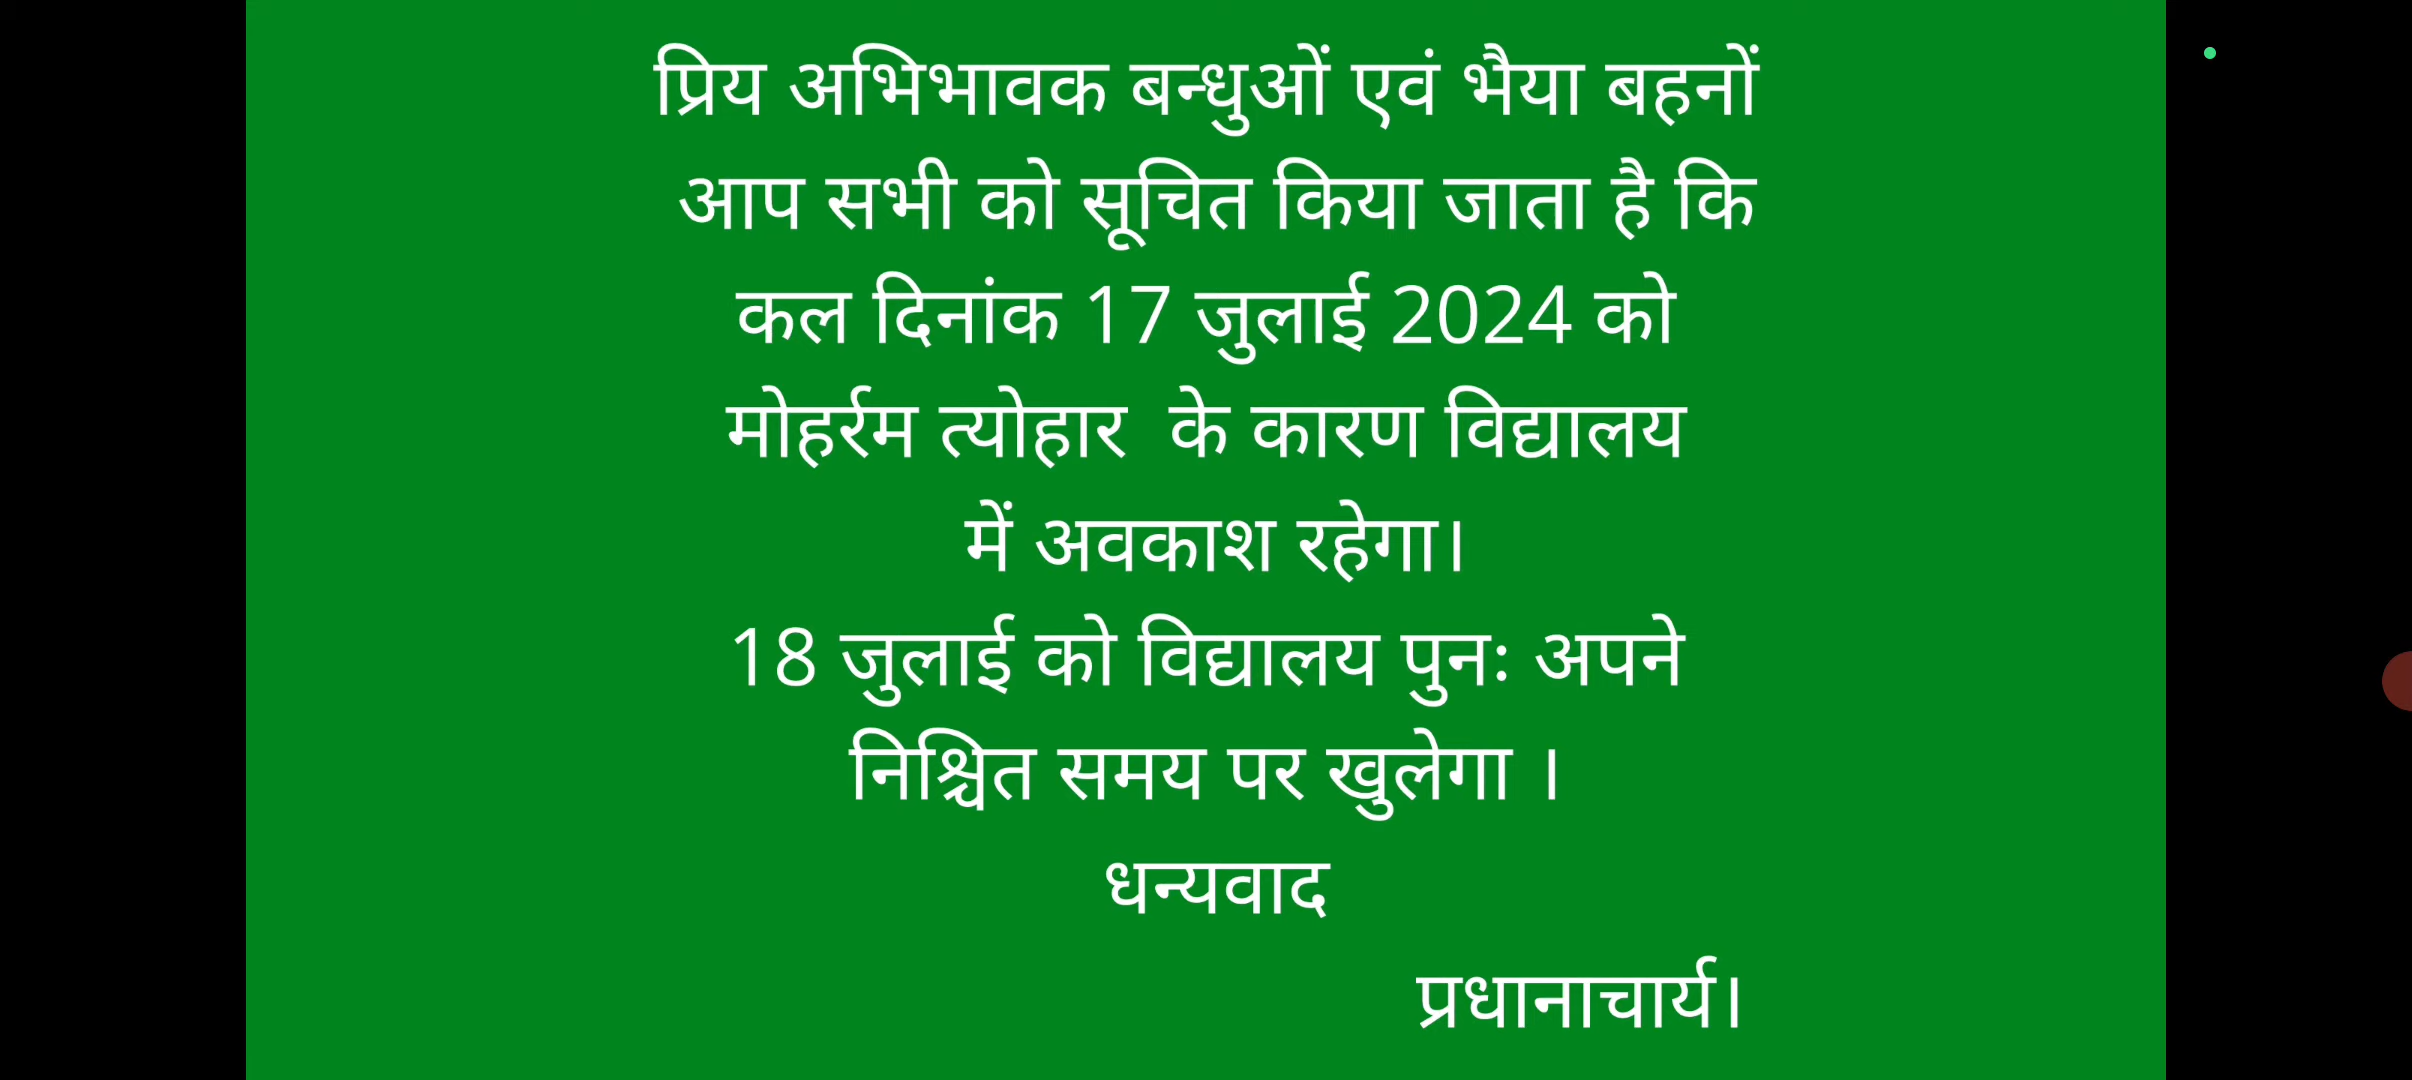 प्रिय अभिभावक बन्धुओं एवं भैया बहनों
आप सभी को सूचित किया जाता है कि
कल दिनांक 17 जुलाई 2024 को
मोहर्रम त्योहार  के कारण विद्यालय
में अवकाश रहेगा।
18 जुलाई को विद्यालय पुनः अपने
निश्चित समय पर खुलेगा ।
धन्यवाद
प्रधानाचार्य।